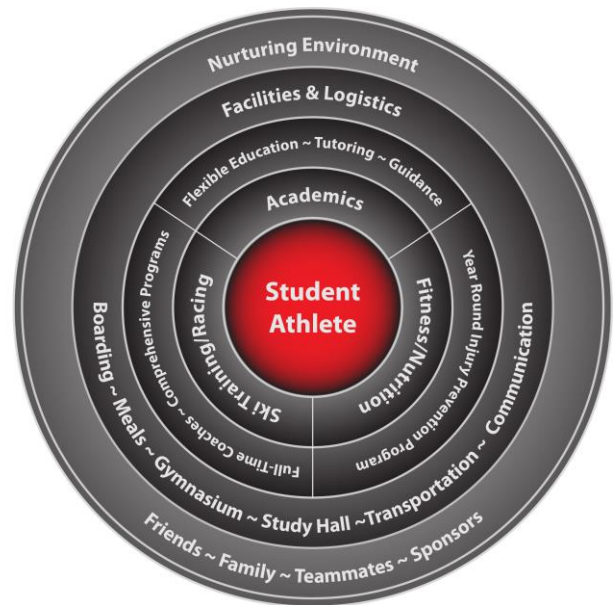 Nurturing Environment
Facilities & Logistics
Flexible Education ~ Tutoring ~ Guidance
Academics
Student
Athlete
Ski Training/Racing
Fitness/Nutrition
Full-Time Coaches ~ Comprehensive Programs
Year Round Injury Prevention Program
Boarding ~ Meals ~ Gymnasium ~ Study Hall ~Transportation ~ Communication
Friends ~ Family ~ Teammates ~ Sponsors